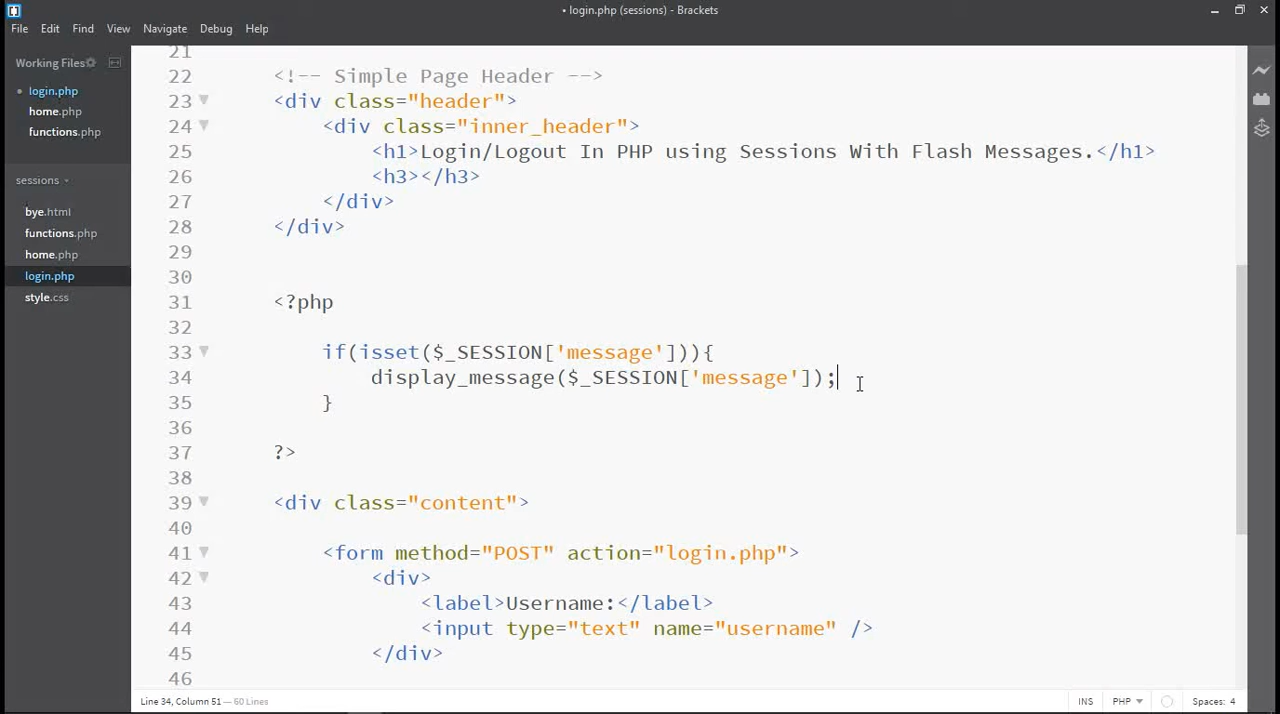 • login.php (sessions) - Brackets
File Edit Find View Navigate Debug Help
Working Files
• login.php
home.php
functions.php
sessions
bye.html
functions.php
home.php
login.php
style.css
21
22 <!-- Simple Page Header -->
23 <div class="header">
24 <div class="inner_header">
25 <h1>Login/Logout In PHP using Sessions With Flash Messages.</h1>
26 <h3></h3>
27 </div>
28 </div>
29
30
31 <?php
32
33 if(isset($_SESSION['message'])){
34 display_message($_SESSION['message']);
35 }
36
37 ?>
38
39 <div class="content">
40
41 <form method="POST" action="login.php">
42 <div>
43 <label>Username:</label>
44 <input type="text" name="username" />
45 </div>
46
Line 34, Column 51 — 60 Lines
INS PHP Spaces: 4